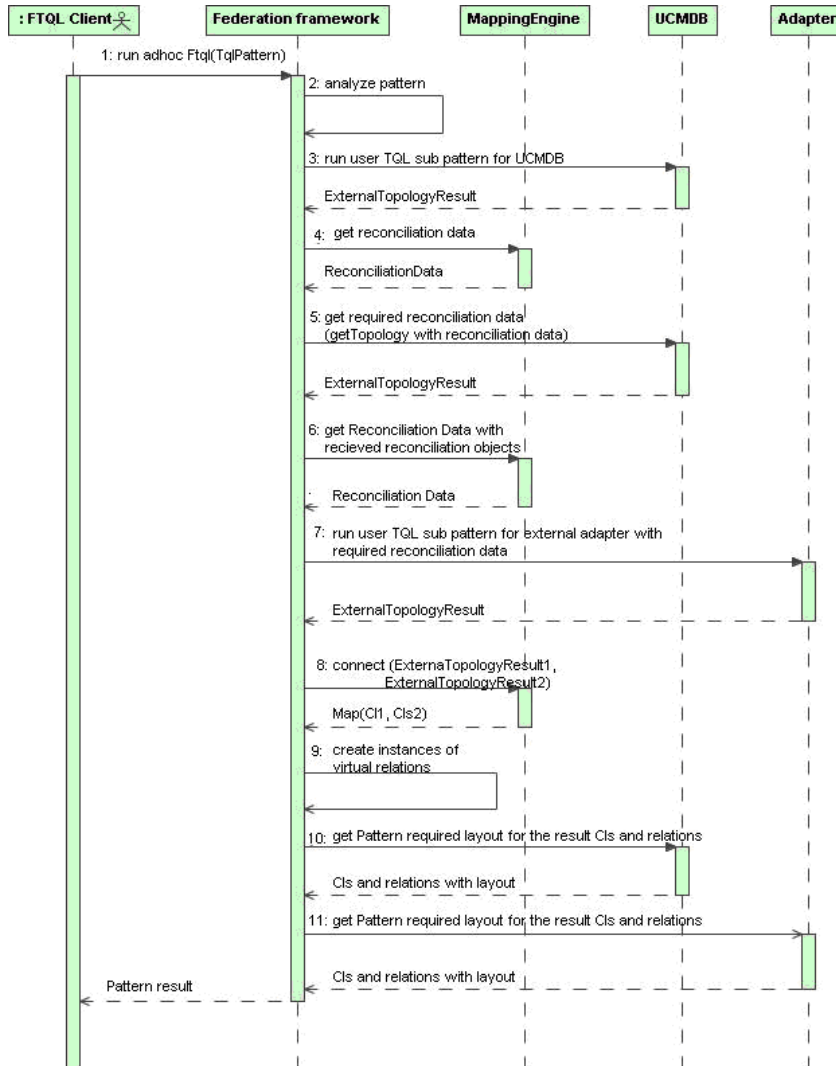 : FTQL Client
Federation framework
MappingEngine
UCMDB
Adapter
1: run adhoc Ftql(TqlPattern)
2: analyze pattern
3: run user TQL sub pattern for UCMDB
ExternalTopologyResult
4: get reconciliation data
ReconciliationData
5: get required reconciliation data
(getTopology with reconciliation data)
ExternalTopologyResult
6: get Reconciliation Data with
recieved reconciliation objects
: Reconciliation Data
7: run user TQL sub pattern for external adapter with
required reconciliation data
ExternalTopologyResult
8: connect (ExternaTopologyResult1,
ExternalTopologyResult2)
Map(CI1, CIs2)
9: create instances of
virtual relations
10: get Pattern required layout for the result CIs and relations
CIs and relations with layout
11: get Pattern required layout for the result CIs and relations
CIs and relations with layout
Pattern result